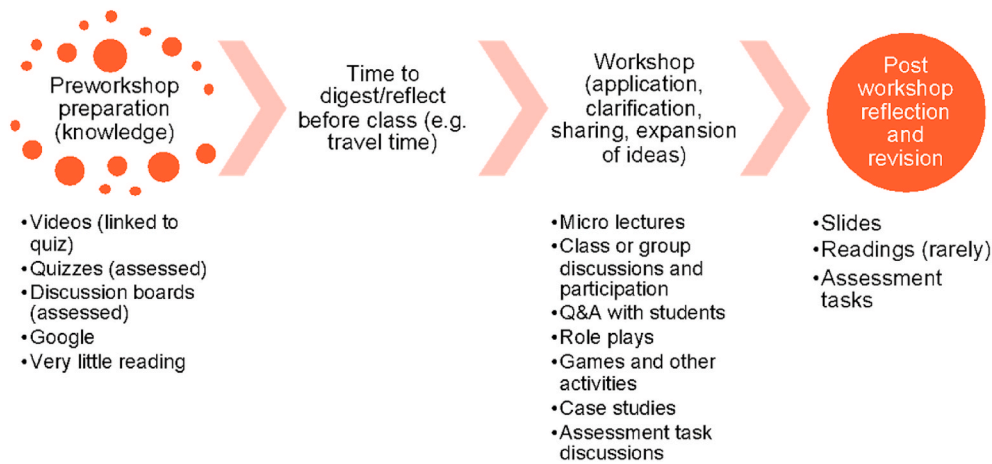 Preworkshop
preparation
(knowledge)
Time to
digest/reflect
before class (e.g.
travel time)
Workshop
(application,
clarification,
sharing, expansion
of ideas)
Post
workshop
reflection
and
revision
•Videos (linked to
quiz)
•Quizzes (assessed)
•Discussion boards
(assessed)
•Google
•Very little reading
•Micro lectures
•Class or group
discussions and
participation
•Q&A with students
•Role plays
•Games and other
activities
•Case studies
•Assessment task
discussions
•Slides
•Readings (rarely)
•Assessment
tasks